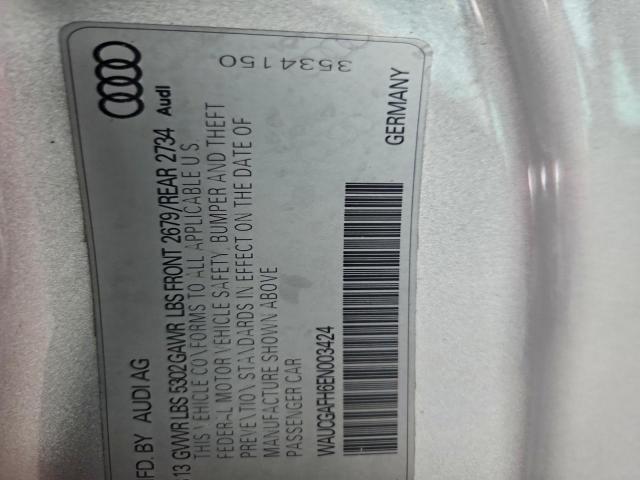 FD. BY AUDI AG
13 GVWR LBS 5302 GAWR LBS FRONT 2679/REAR 2734 Audi
THIS VEHICLE CONFORMS TO ALL APPLICABLE U.S.
FEDERAL MOTOR VEHICLE SAFETY, BUMPER AND THEFT
PREVENTION STANDARDS IN EFFECT ON THE DATE OF
MANUFACTURE SHOWN ABOVE
PASSENGER CAR
WAUCGAFH6EN003424
GERMANY
3534150